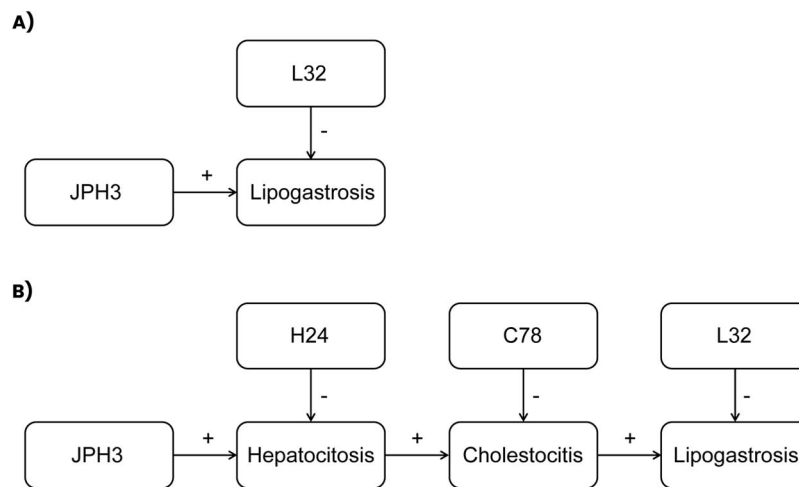 A)
L32
-
+
JPH3
Lipogastrosis
B)
H24
C78
L32
-
-
-
+
+
+
JPH3
Hepatocitosis
Cholestocitis
Lipogastrosis